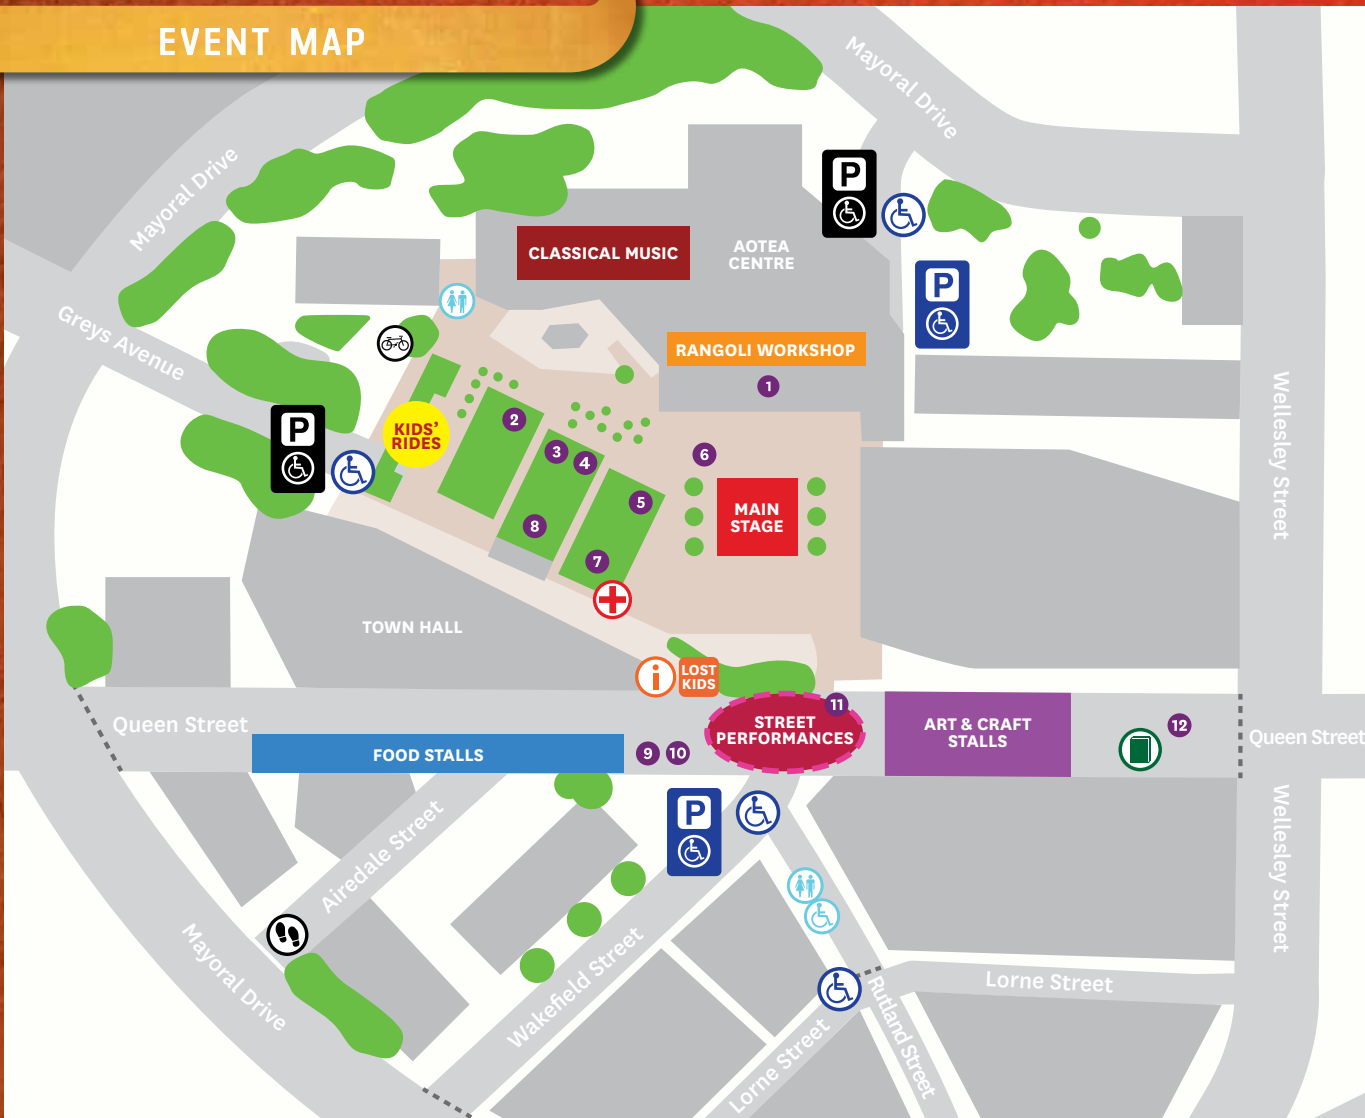 EVENT MAP
Mayoral Drive
Mayoral Drive
P
CLASSICAL MUSIC
AOTEA
CENTRE
P
Greys Avenue
RANGOLI WORKSHOP
1
Wellesley Street
P
KIDS'
RIDES
2
3
4
5
6
MAIN
STAGE
8
7
TOWN HALL
i
LOST
KIDS
Queen Street
FOOD STALLS
9
10
11
STREET
PERFORMANCES
ART & CRAFT
STALLS
12
Queen Street
P
Airedale Street
Wellesley Street
Mayoral Drive
Wakefield Street
Lorne Street
Rutland Street
Lorne Street